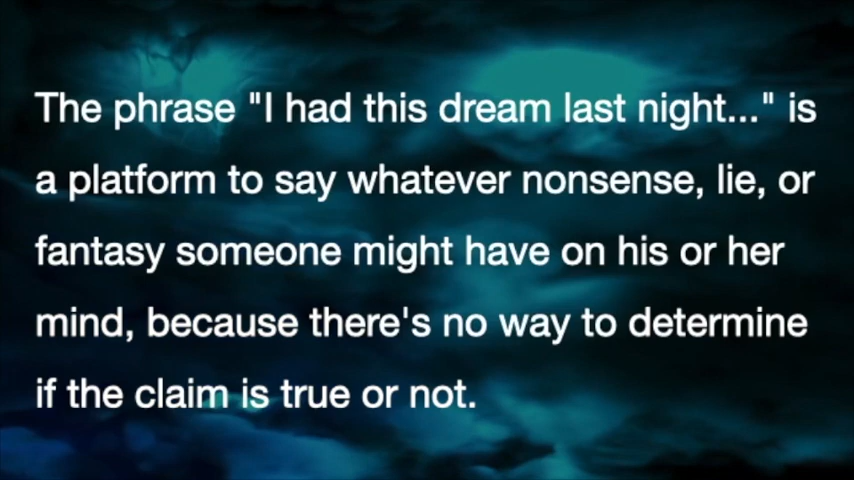 The phrase "I had this dream last night..." is
a platform to say whatever nonsense, lie, or
fantasy someone might have on his or her
mind, because there's no way to determine
if the claim is true or not.